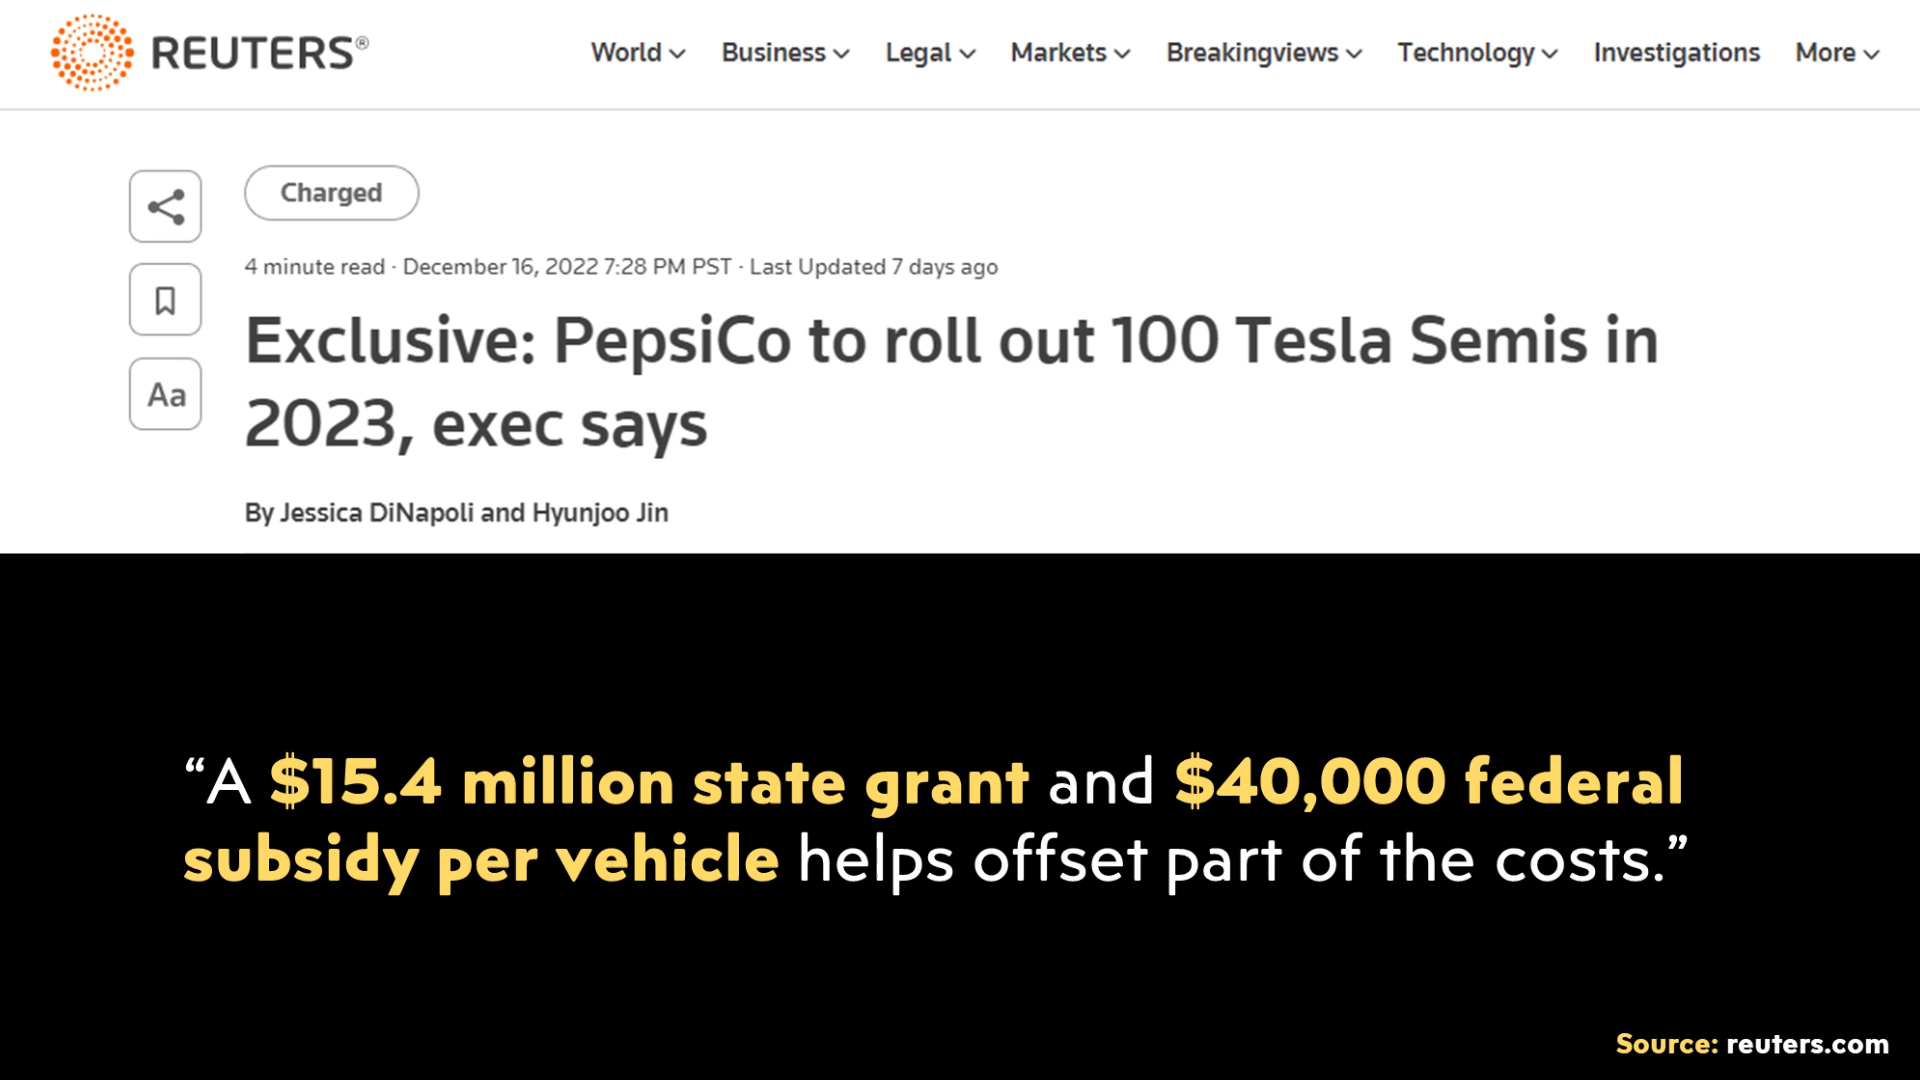 REUTERS®
World Business Legal Markets Breakingviews Technology Investigations More
Charged
4 minute read · December 16, 2022 7:28 PM PST · Last Updated 7 days ago
Aa
Exclusive: PepsiCo to roll out 100 Tesla Semis in
2023, exec says
By Jessica DiNapoli and Hyunjoo Jin
“A $15.4 million state grant and $40,000 federal
subsidy per vehicle helps offset part of the costs.”
Source: reuters.com